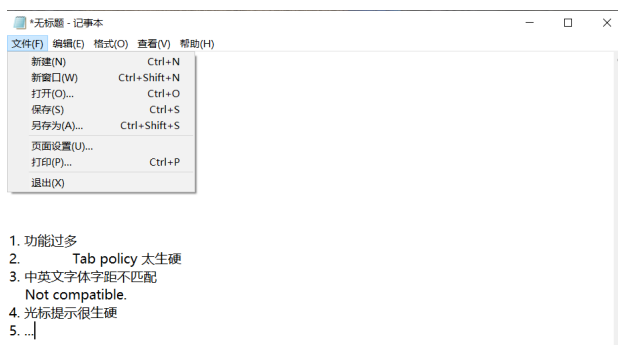 *无标题 - 记事本
文件(F) 编辑(E) 格式(O) 查看(V) 帮助(H)
新建(N) Ctrl+N
新窗口(W) Ctrl+Shift+N
打开(O)... Ctrl+O
保存(S) Ctrl+S
另存为(A)... Ctrl+Shift+S
页面设置(U)...
打印(P)... Ctrl+P
退出(X)
1. 功能过多
2. Tab policy 太生硬
3. 中英文字体字距不匹配
Not compatible.
4. 光标提示很生硬
5. ...